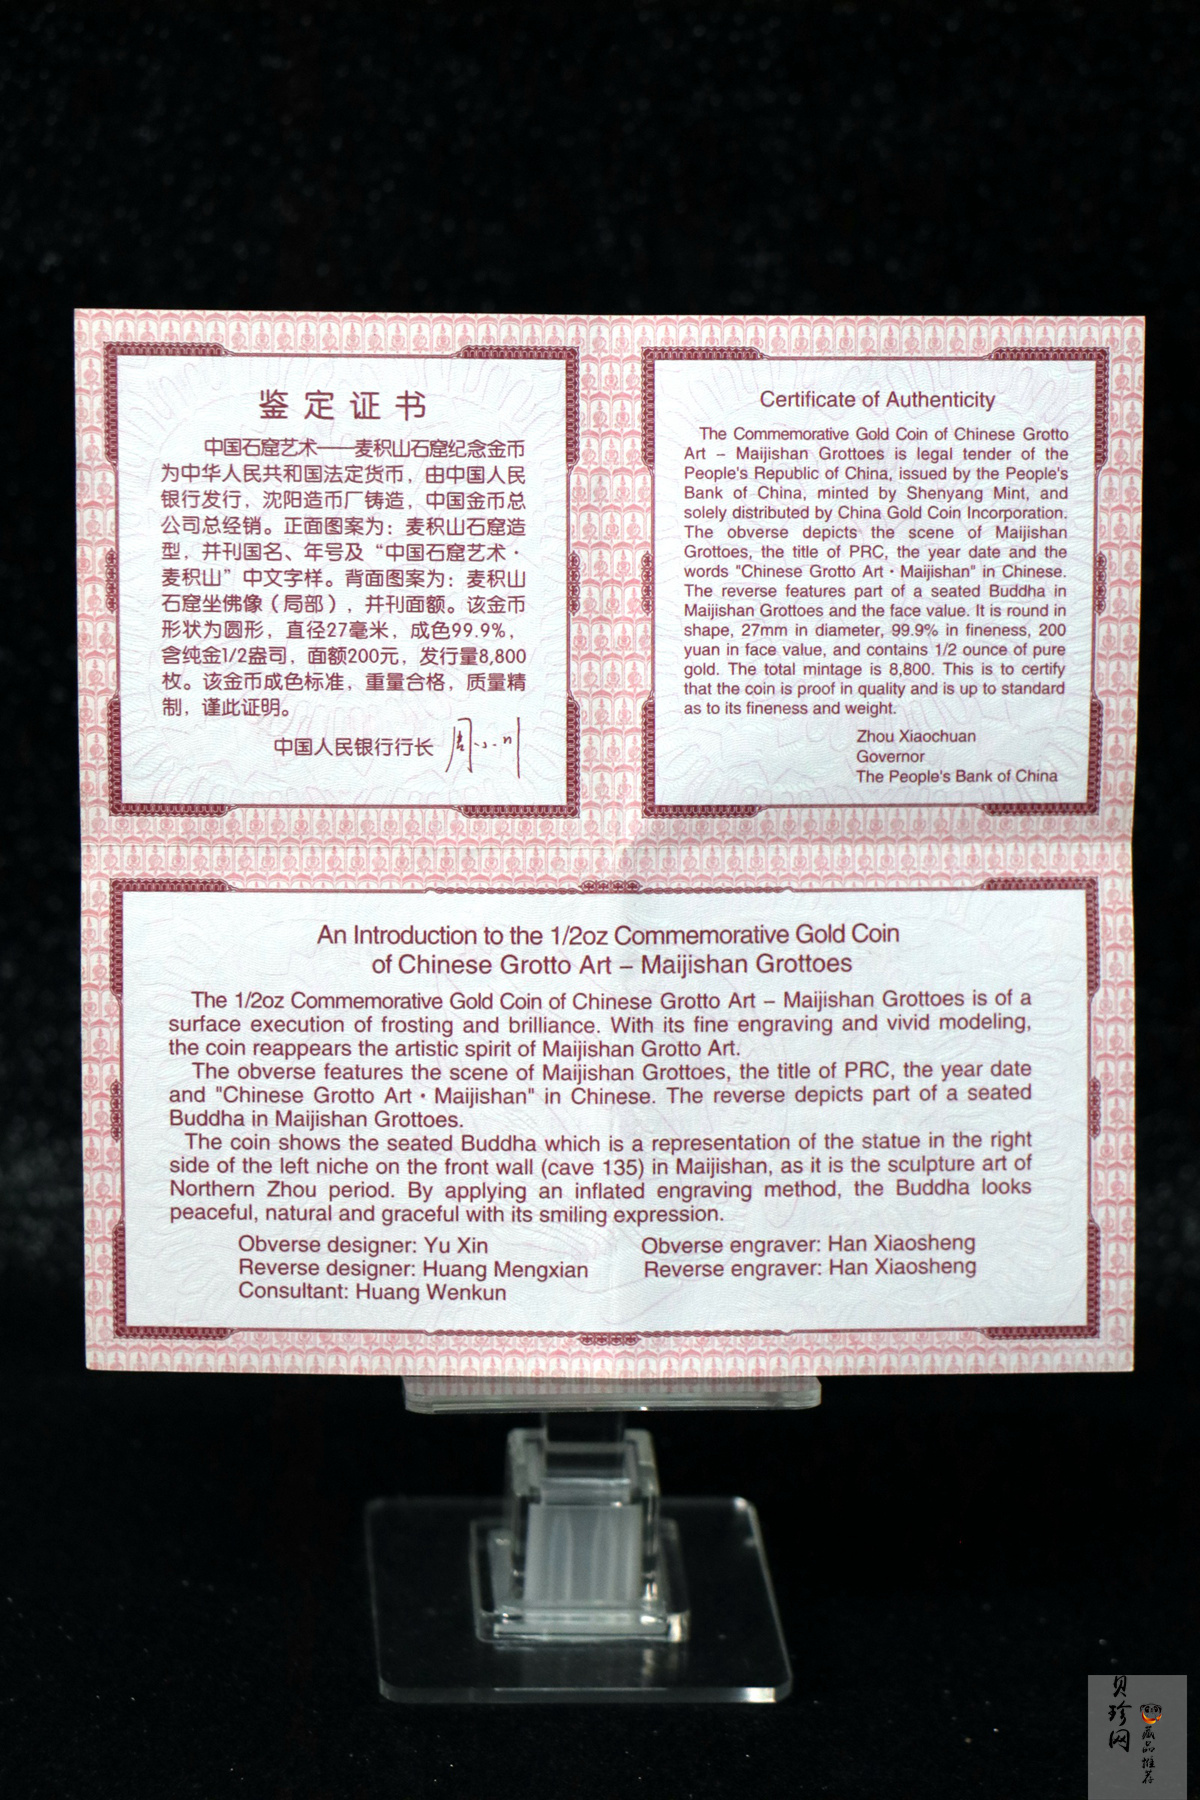 鉴定证书
中国石窟艺术——麦积山石窟纪念金币
为中华人民共和国法定货币，由中国人民
银行发行，沈阳造币厂铸造，中国金币总
公司总经销。正面图案为：麦积山石窟造
型，并刊国名、年号及“中国石窟艺术·
麦积山”中文字样。背面图案为：麦积山
石窟坐佛像（局部），并刊面额。该金币
形状为圆形，直径27毫米，成色99.9%，
含纯金1/2盎司，面额200元，发行量8,800
枚。该金币成色标准，重量合格，质量精
制，谨此证明。
中国人民银行行长 周小川
Certificate of Authenticity
The Commemorative Gold Coin of Chinese Grotto
Art – Maijishan Grottoes is legal tender of the
People's Republic of China, issued by the People's
Bank of China, minted by Shenyang Mint, and
solely distributed by China Gold Coin Incorporation.
The obverse depicts the scene of Maijishan
Grottoes, the title of PRC, the year date and the
words "Chinese Grotto Art·Maijishan" in Chinese.
The reverse features part of a seated Buddha in
Maijishan Grottoes and the face value. It is round in
shape, 27mm in diameter, 99.9% in fineness, 200
yuan in face value, and contains 1/2 ounce of pure
gold. The total mintage is 8,800. This is to certify
that the coin is proof in quality and is up to standard
as to its fineness and weight.
Zhou Xiaochuan
Governor
The People's Bank of China
An Introduction to the 1/2oz Commemorative Gold Coin
of Chinese Grotto Art – Maijishan Grottoes
The 1/2oz Commemorative Gold Coin of Chinese Grotto Art – Maijishan Grottoes is of a
surface execution of frosting and brilliance. With its fine engraving and vivid modeling,
the coin reappears the artistic spirit of Maijishan Grotto Art.
The obverse features the scene of Maijishan Grottoes, the title of PRC, the year date
and "Chinese Grotto Art·Maijishan" in Chinese. The reverse depicts part of a seated
Buddha in Maijishan Grottoes.
The coin shows the seated Buddha which is a representation of the statue in the right
side of the left niche on the front wall (cave 135) in Maijishan, as it is the sculpture art of
Northern Zhou period. By applying an inflated engraving method, the Buddha looks
peaceful, natural and graceful with its smiling expression.
Obverse designer: Yu Xin
Obverse engraver: Han Xiaosheng
Reverse designer: Huang Mengxian
Reverse engraver: Han Xiaosheng
Consultant: Huang Wenkun
贝珍网
藏品推荐